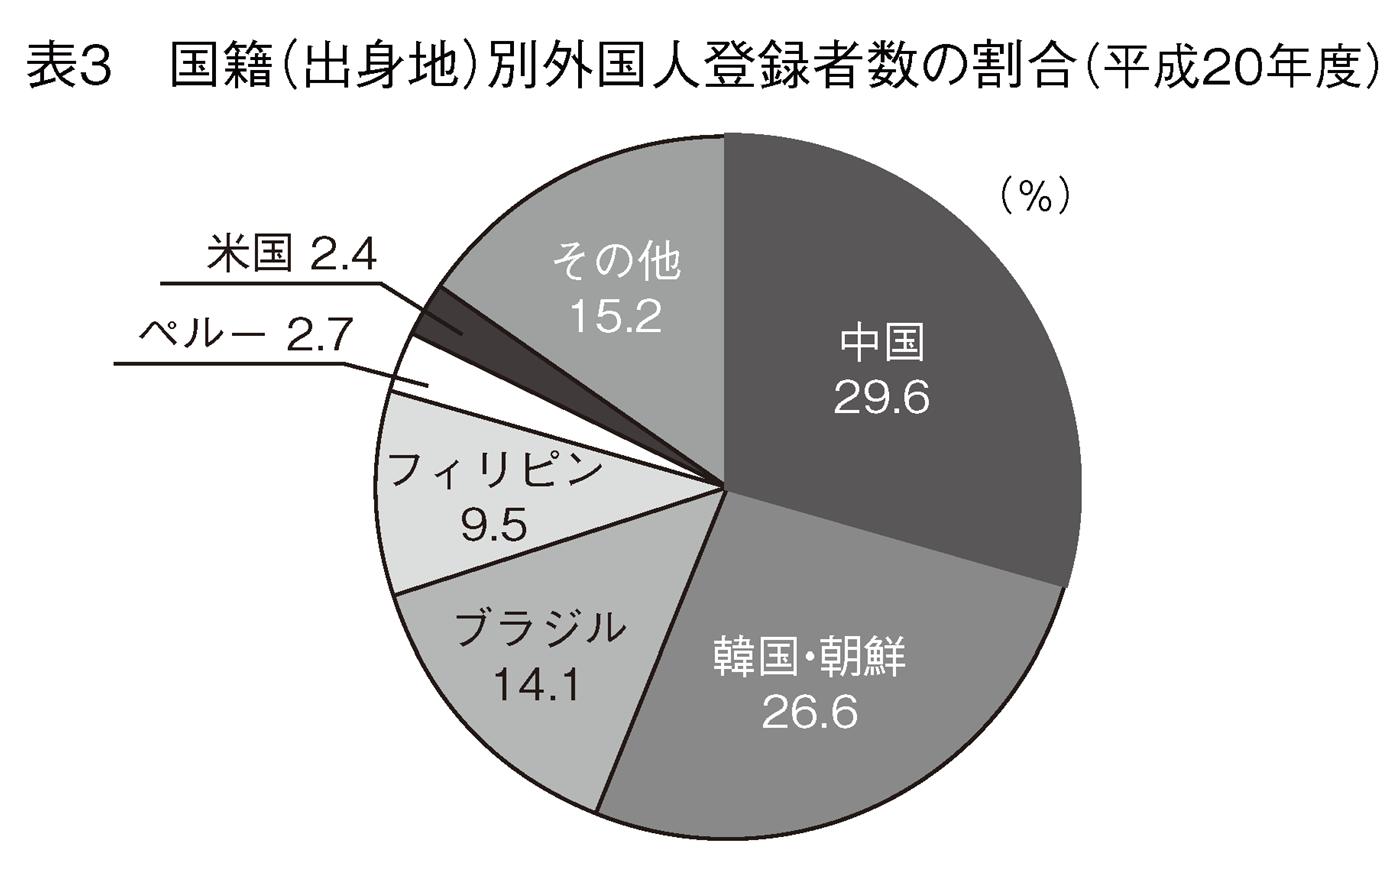 表3　国籍(出身地)別外国人登録者数の割合(平成20年度)
(%)
米国 2.4
ペルー 2.7
その他
15.2
中国
29.6
フィリピン
9.5
ブラジル
14.1
韓国・朝鮮
26.6